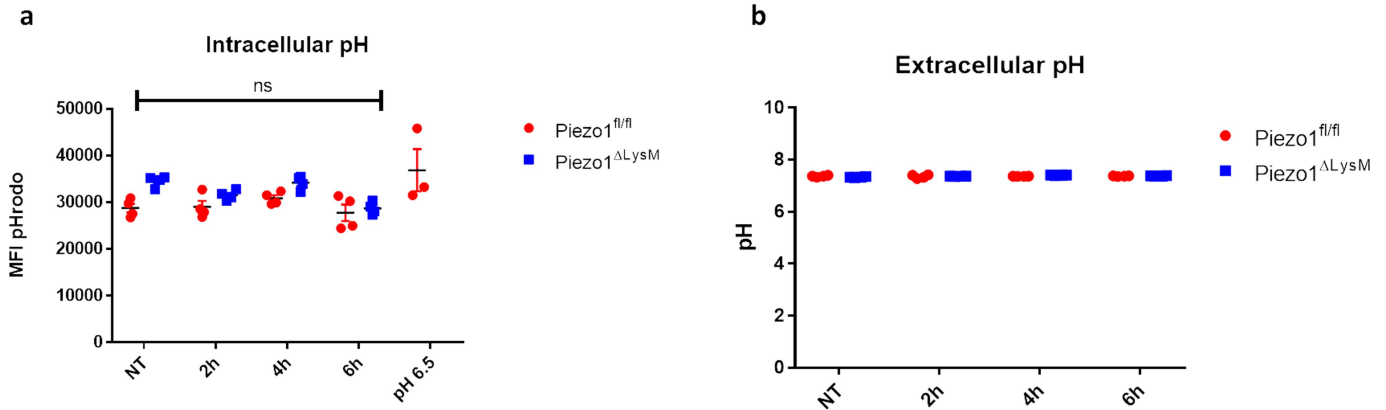 a
Intracellular pH
ns
MFI pHrodo
50000
40000
30000
20000
10000
0
NT
2h
4h
6h
pH 6.5
Piezo1fl/fl
Piezo1ΔLysM
b
Extracellular pH
pH
10
8
6
4
2
0
NT
2h
4h
6h
Piezo1fl/fl
Piezo1ΔLysM